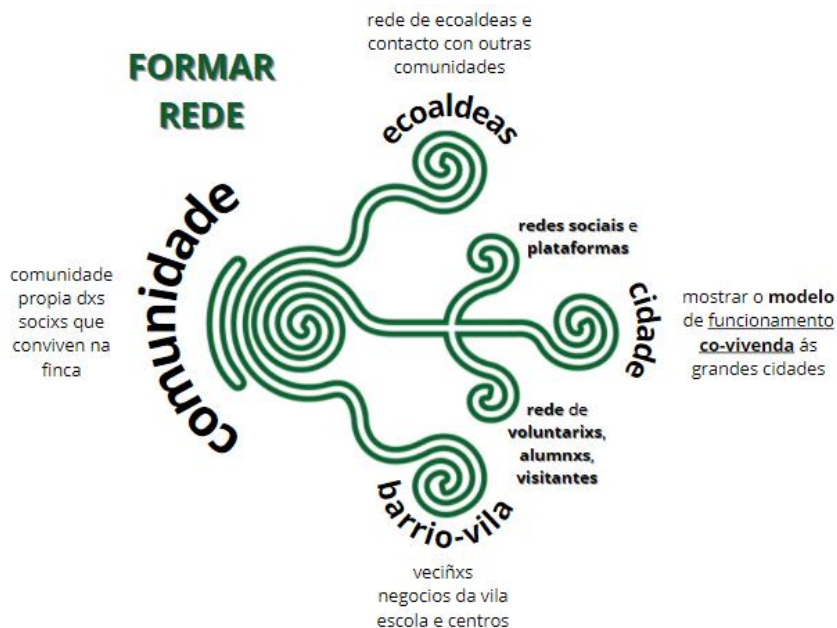 FORMAR
REDE
rede de ecoaldeas e
contacto con outras
comunidades
ecoaldeas
comunidade
comunidade
propia dxs
socixs que
conviven na
finca
redes sociais e
plataformas
cidade
mostrar o modelo
de funcionamento
co-vivenda ás
grandes cidades
rede de
voluntarixs,
alumnxs,
visitantes
barrio-vila
veciñxs
negocios da vila
escola e centros